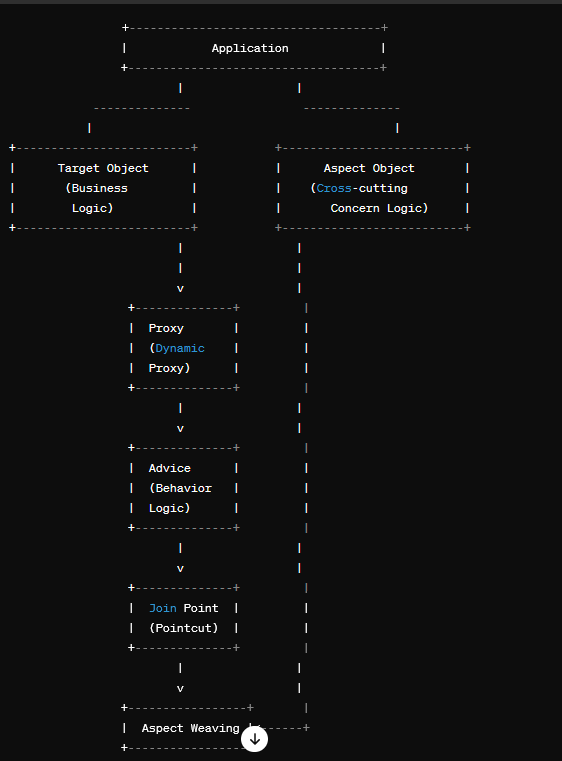 Application
Target Object Aspect Object
(Business (Cross-cutting
Logic) Concern Logic)
v
Proxy
(Dynamic
Proxy)
v
Advice
(Behavior
Logic)
v
Join Point
(Pointcut)
v
Aspect Weaving